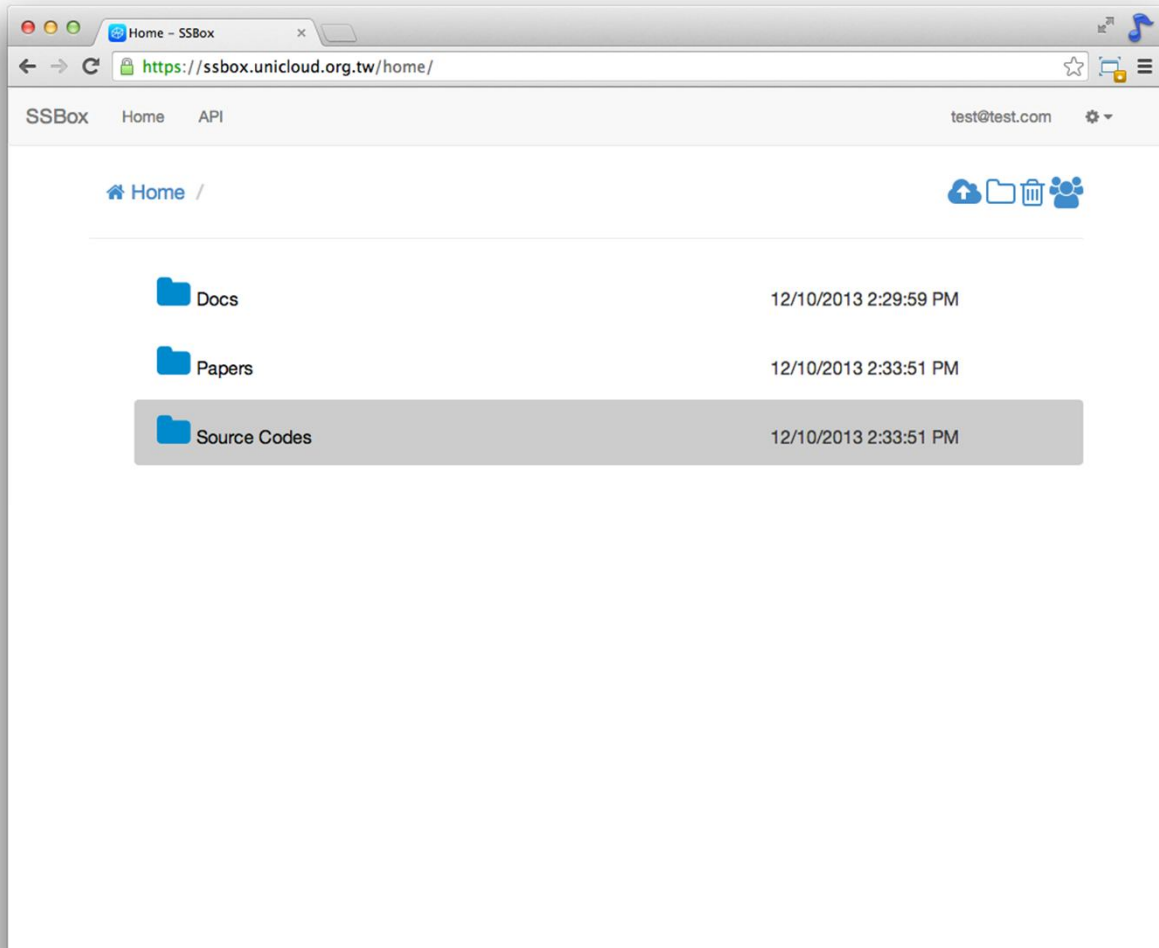 Home – SSBox
https://ssbox.unicloud.org.tw/home/
SSBox Home API test@test.com
Home /
Docs 12/10/2013 2:29:59 PM
Papers 12/10/2013 2:33:51 PM
Source Codes 12/10/2013 2:33:51 PM